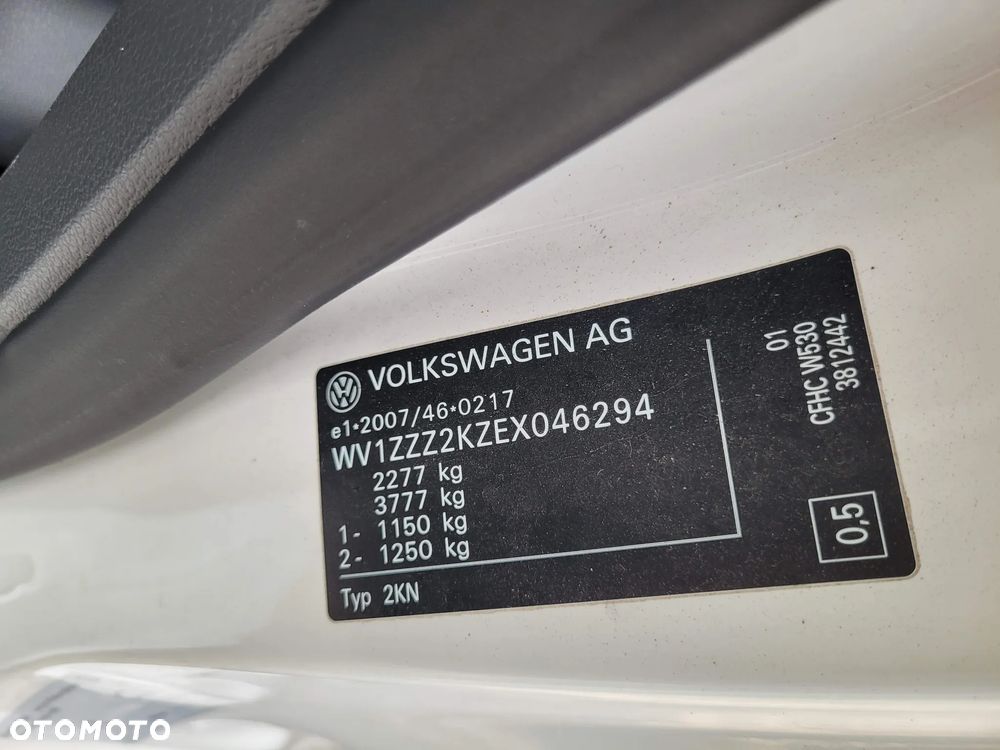 VOLKSWAGEN AG
e1*2007/46*0217
WV1ZZZ2KZEX046294
2277 kg
3777 kg
1- 1150 kg
2- 1250 kg
Typ 2KN
01
CFHC W530
3812442
0,5
OTOMOTO